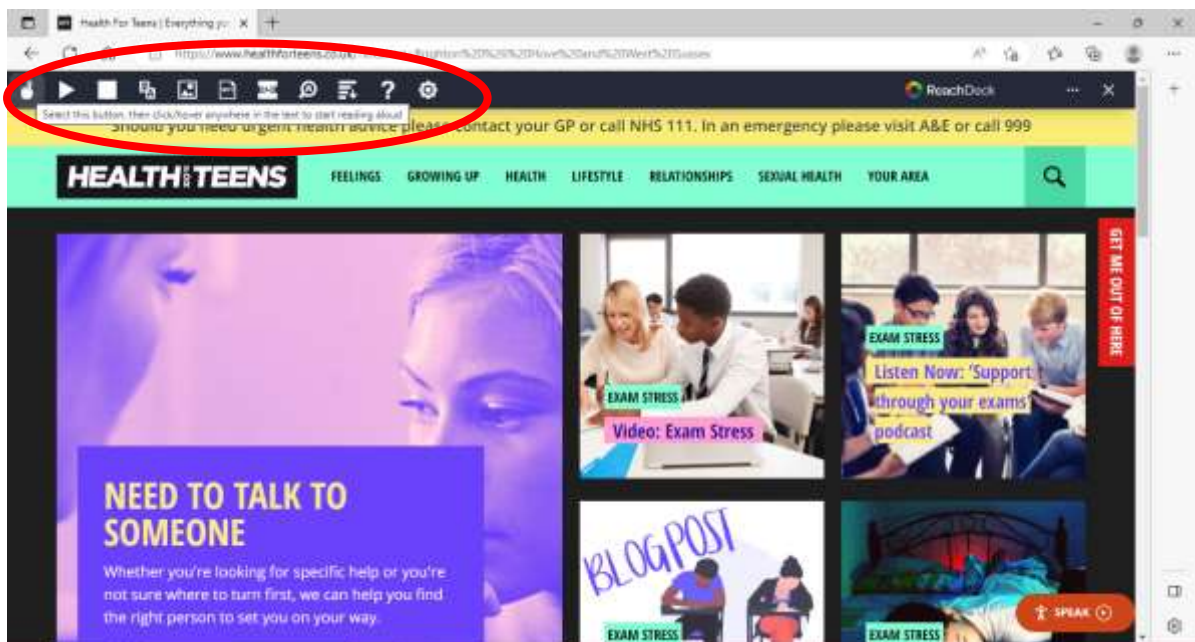 Health For Teens | Everything yo
https://www.healthforteens.co.uk
Select this button, then click/hover anywhere in the text to start reading aloud
ReachDeck
Should you need urgent health advice please contact your GP or call NHS 111. In an emergency please visit A&E or call 999
HEALTH FOR TEENS
FEELINGS GROWING UP HEALTH LIFESTYLE RELATIONSHIPS SEXUAL HEALTH YOUR AREA
GET ME OUT OF HERE
EXAM STRESS
Video: Exam Stress
EXAM STRESS
Listen Now: ‘Support
through your exams’
podcast
NEED TO TALK TO
SOMEONE
Whether you're looking for specific help or you're
not sure where to turn first, we can help you find
the right person to set you on your way.
BLOG POST
EXAM STRESS
EXAM STRESS
SPEAK